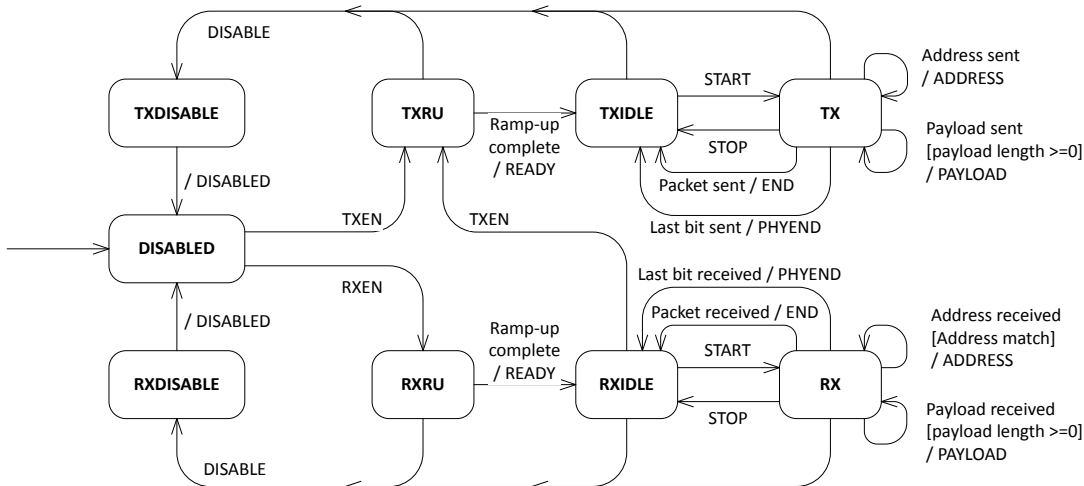 DISABLE
TXDISABLE
TXRU
Ramp-up
complete
/ READY
TXIDLE
START
STOP
Packet sent / END
Last bit sent / PHYEND
TX
Address sent
/ ADDRESS
Payload sent
[payload length >=0]
/ PAYLOAD
/ DISABLED
DISABLED
TXEN
TXEN
RXEN
/ DISABLED
RXDISABLE
RXRU
Ramp-up
complete
/ READY
RXIDLE
Last bit received / PHYEND
Packet received / END
START
STOP
RX
Address received
[Address match]
/ ADDRESS
Payload received
[payload length >=0]
/ PAYLOAD
DISABLE